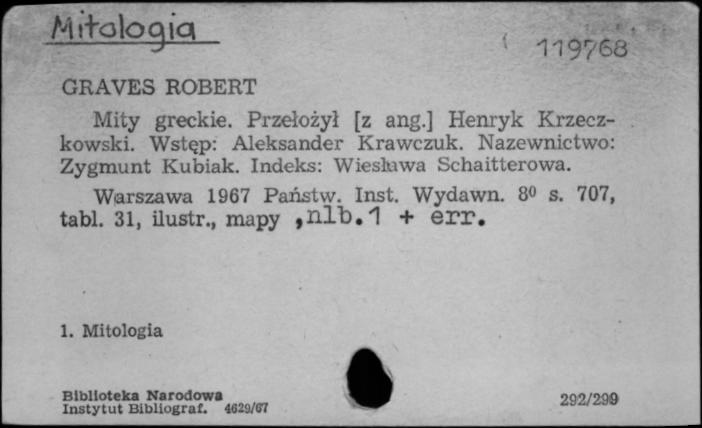 Mitologia
119768
GRAVES ROBERT
Mity greckie. Przełożył [z ang.] Henryk Krzecz-
kowski. Wstęp: Aleksander Krawczuk. Nazewnictwo:
Zygmunt Kubiak. Indeks: Wiesława Schaitterowa.
Warszawa 1967 Państw. Inst. Wydawn. 8⁰ s. 707,
tabl. 31, ilustr., mapy ,nlb.1 + err.
1. Mitologia
Biblioteka Narodowa
Instytut Bibliograf. 4629/67
292/299